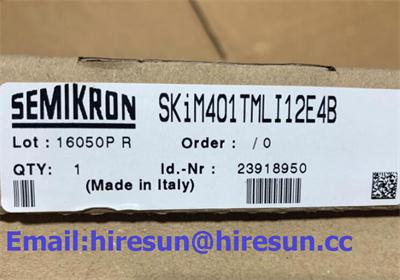 SEMIKRON SKiM401TMLI12E4B
Lot : 16050P R Order : / 0
QTY: 1 Id.-Nr : 23918950
(Made in Italy)
Email:hiresun@hiresun.cc